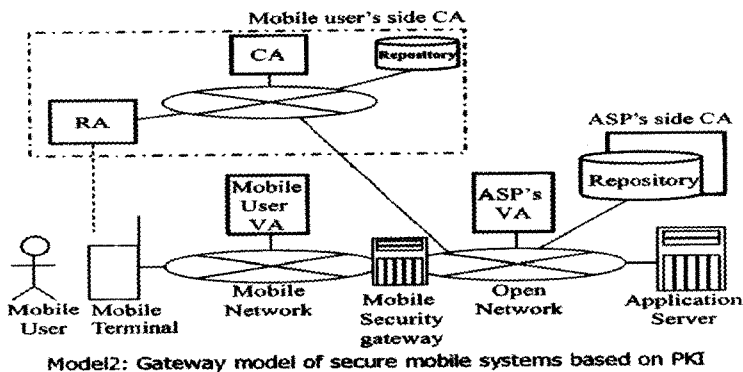 Mobile user's side CA
CA
Repository
RA
ASP's side CA
Repository
Mobile
User
VA
ASP's
VA
Mobile
User
Mobile
Terminal
Mobile
Network
Mobile
Security
gateway
Open
Network
Application
Server
Model2: Gateway model of secure mobile systems based on PKI